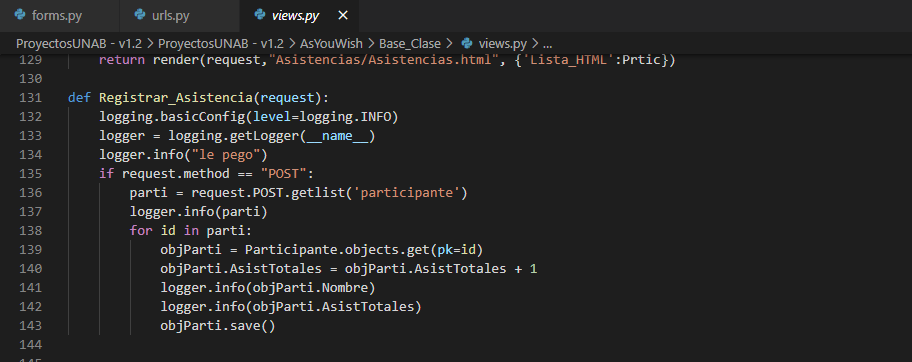 forms.py urls.py views.py ×
ProyectosUNAB - v1.2 > ProyectosUNAB - v1.2 > AsYouWish > Base_Clase > views.py > ...
129 return render(request,"Asistencias/Asistencias.html", {'Lista_HTML':Prtic})
130
131 def Registrar_Asistencia(request):
132 logging.basicConfig(level=logging.INFO)
133 logger = logging.getLogger(__name__)
134 logger.info("le pego")
135 if request.method == "POST":
136 parti = request.POST.getlist('participante')
137 logger.info(parti)
138 for id in parti:
139 objParti = Participante.objects.get(pk=id)
140 objParti.AsistTotales = objParti.AsistTotales + 1
141 logger.info(objParti.Nombre)
142 logger.info(objParti.AsistTotales)
143 objParti.save()
144